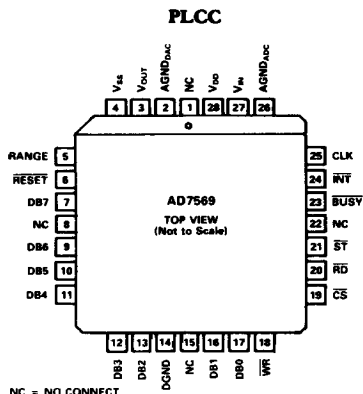 PLCC
VSS
VOUT
AGNDDAC
NC
VDD
VIN
AGNDADC
4
3
2
1
28
27
26
RANGE 5
RESET 6
DB7 7
NC 8
DB6 9
DB5 10
DB4 11
AD7569
TOP VIEW
(Not to Scale)
25 CLK
24 INT
23 BUSY
22 NC
21 ST
20 RD
19 CS
12
13
14
15
16
17
18
DB3
DB2
DGND
NC
DB1
DB0
WR
NC = NO CONNECT